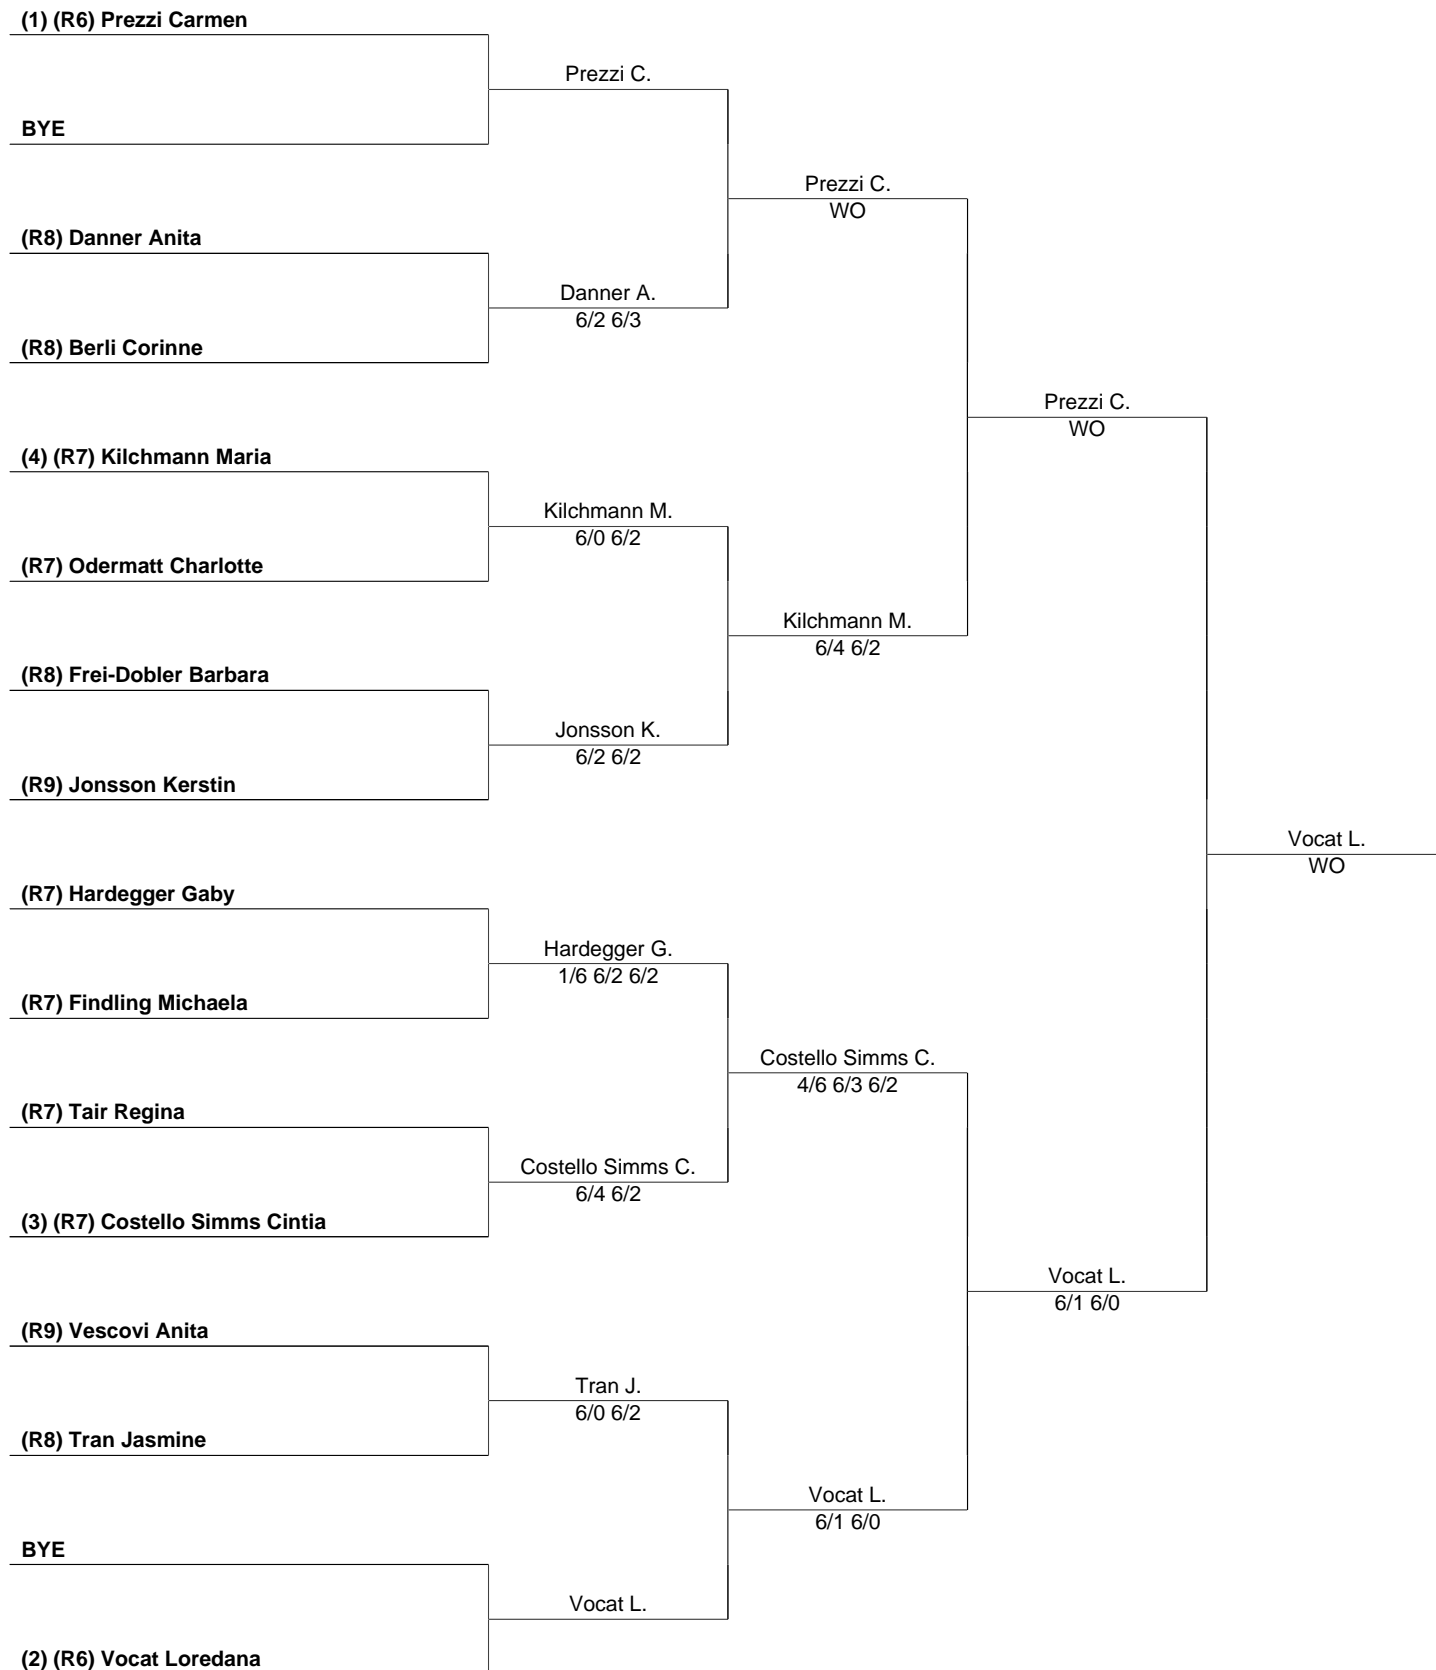 (1) (R6) Prezzi Carmen
Prezzi C.
BYE
Prezzi C.
WO
(R8) Danner Anita
Danner A.
6/2 6/3
(R8) Berli Corinne
Prezzi C.
WO
(4) (R7) Kilchmann Maria
Kilchmann M.
6/0 6/2
(R7) Odermatt Charlotte
Kilchmann M.
6/4 6/2
(R8) Frei-Dobler Barbara
Jonsson K.
6/2 6/2
(R9) Jonsson Kerstin
Vocat L.
WO
(R7) Hardegger Gaby
Hardegger G.
1/6 6/2 6/2
(R7) Findling Michaela
Costello Simms C.
4/6 6/3 6/2
(R7) Tair Regina
Costello Simms C.
6/4 6/2
(3) (R7) Costello Simms Cintia
Vocat L.
6/1 6/0
(R9) Vescovi Anita
Tran J.
6/0 6/2
(R8) Tran Jasmine
Vocat L.
6/1 6/0
BYE
Vocat L.
(2) (R6) Vocat Loredana